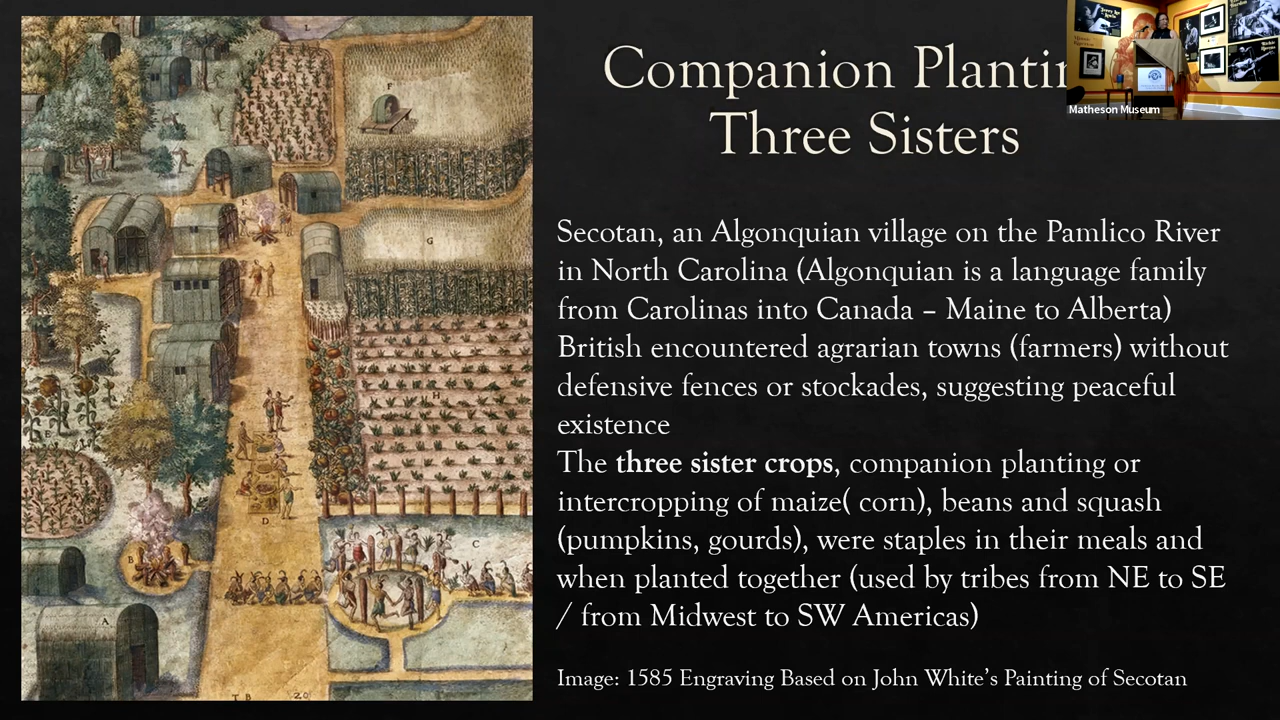 Companion Plantin
Three Sisters
Matheson Museum
Secotan, an Algonquian village on the Pamlico River
in North Carolina (Algonquian is a language family
from Carolinas into Canada – Maine to Alberta)
British encountered agrarian towns (farmers) without
defensive fences or stockades, suggesting peaceful
existence
The three sister crops, companion planting or
intercropping of maize( corn), beans and squash
(pumpkins, gourds), were staples in their meals and
when planted together (used by tribes from NE to SE
/ from Midwest to SW Americas)
Image: 1585 Engraving Based on John White's Painting of Secotan
F
G
H
E
D
C
B
A